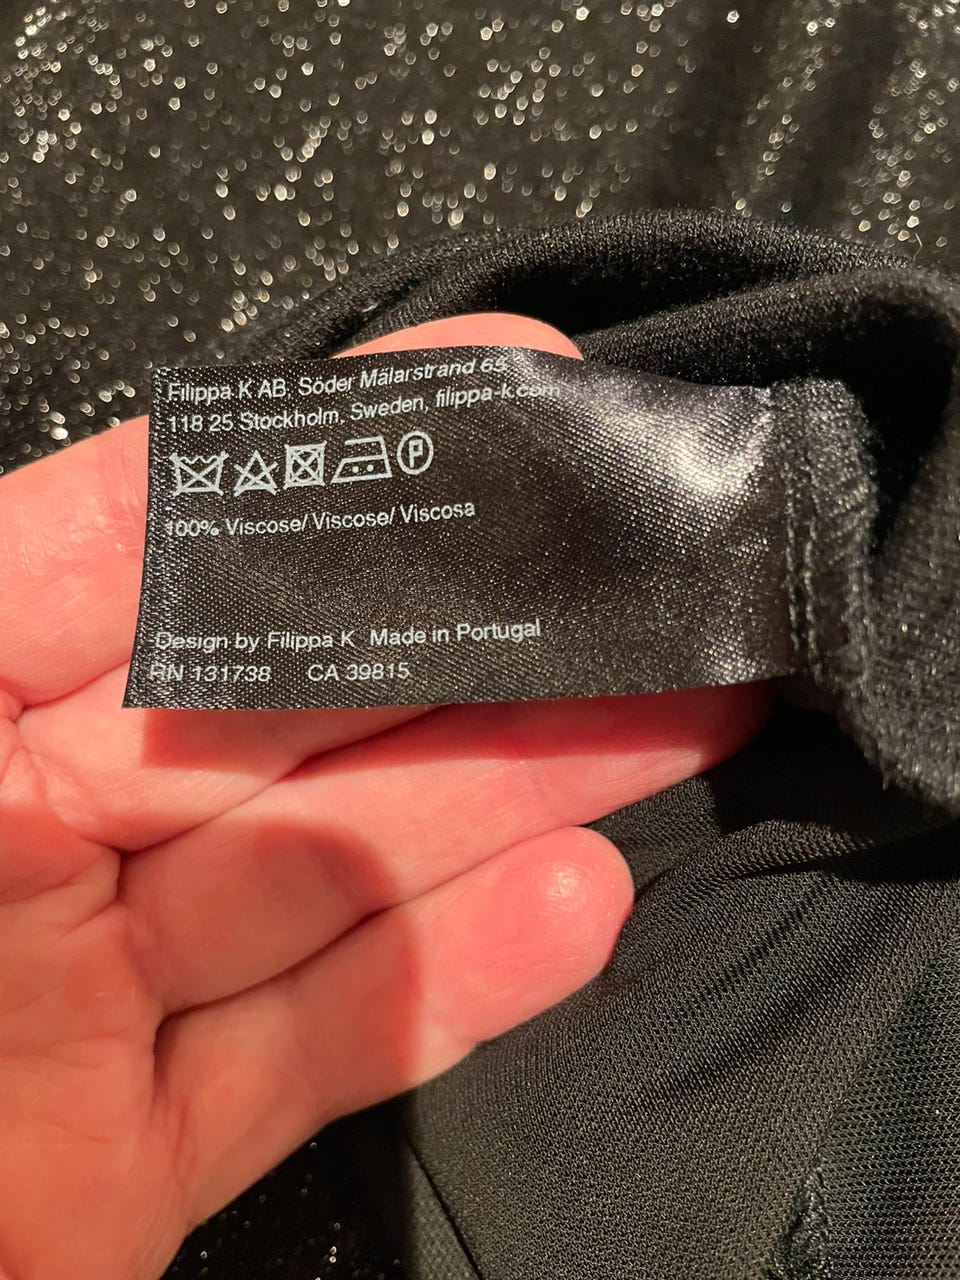 Filippa K AB, Söder Mälarstrand 65
118 25 Stockholm, Sweden, filippa-k.com
P
100% Viscose/ Viscose/ Viscosa
Design by Filippa K Made in Portugal
RN 131738 CA 39815